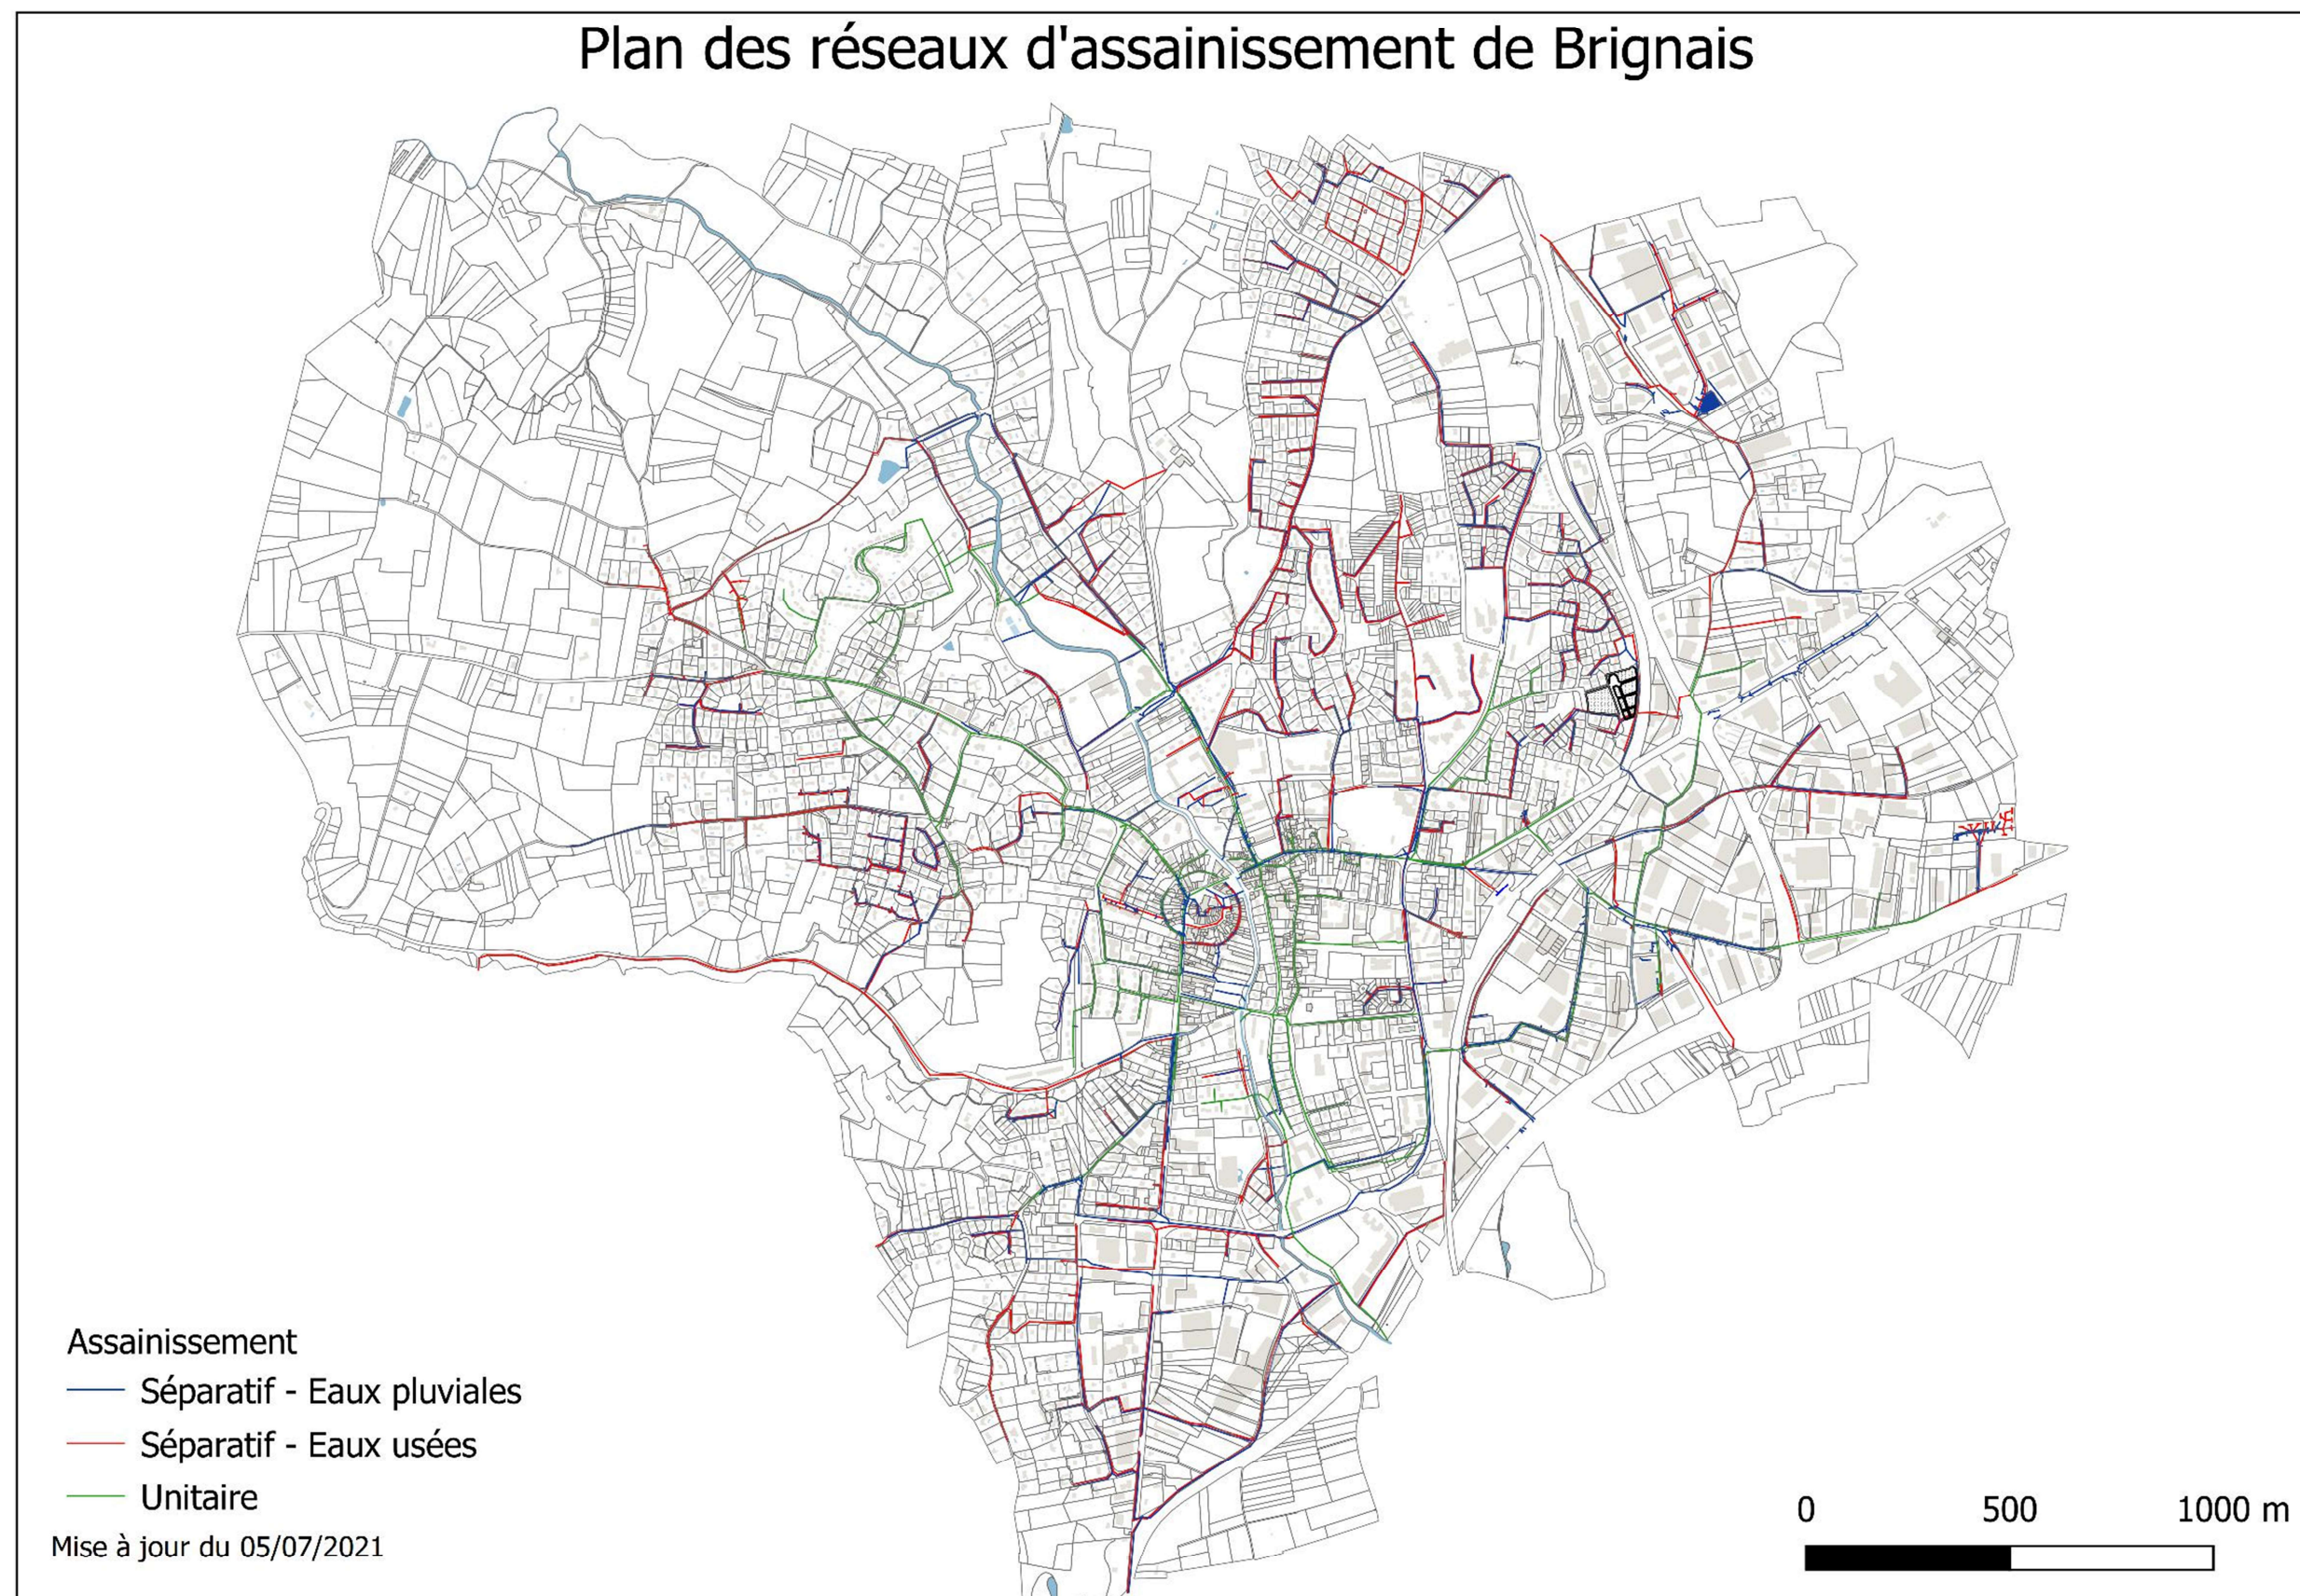 Plan des réseaux d'assainissement de Brignais
Assainissement
Séparatif - Eaux pluviales
Séparatif - Eaux usées
Unitaire
Mise à jour du 05/07/2021
0 500 1000 m